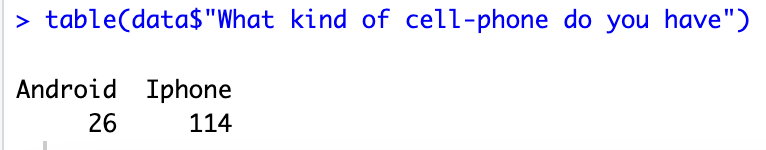 > table(data$"What kind of cell-phone do you have")
Android  Iphone
     26     114